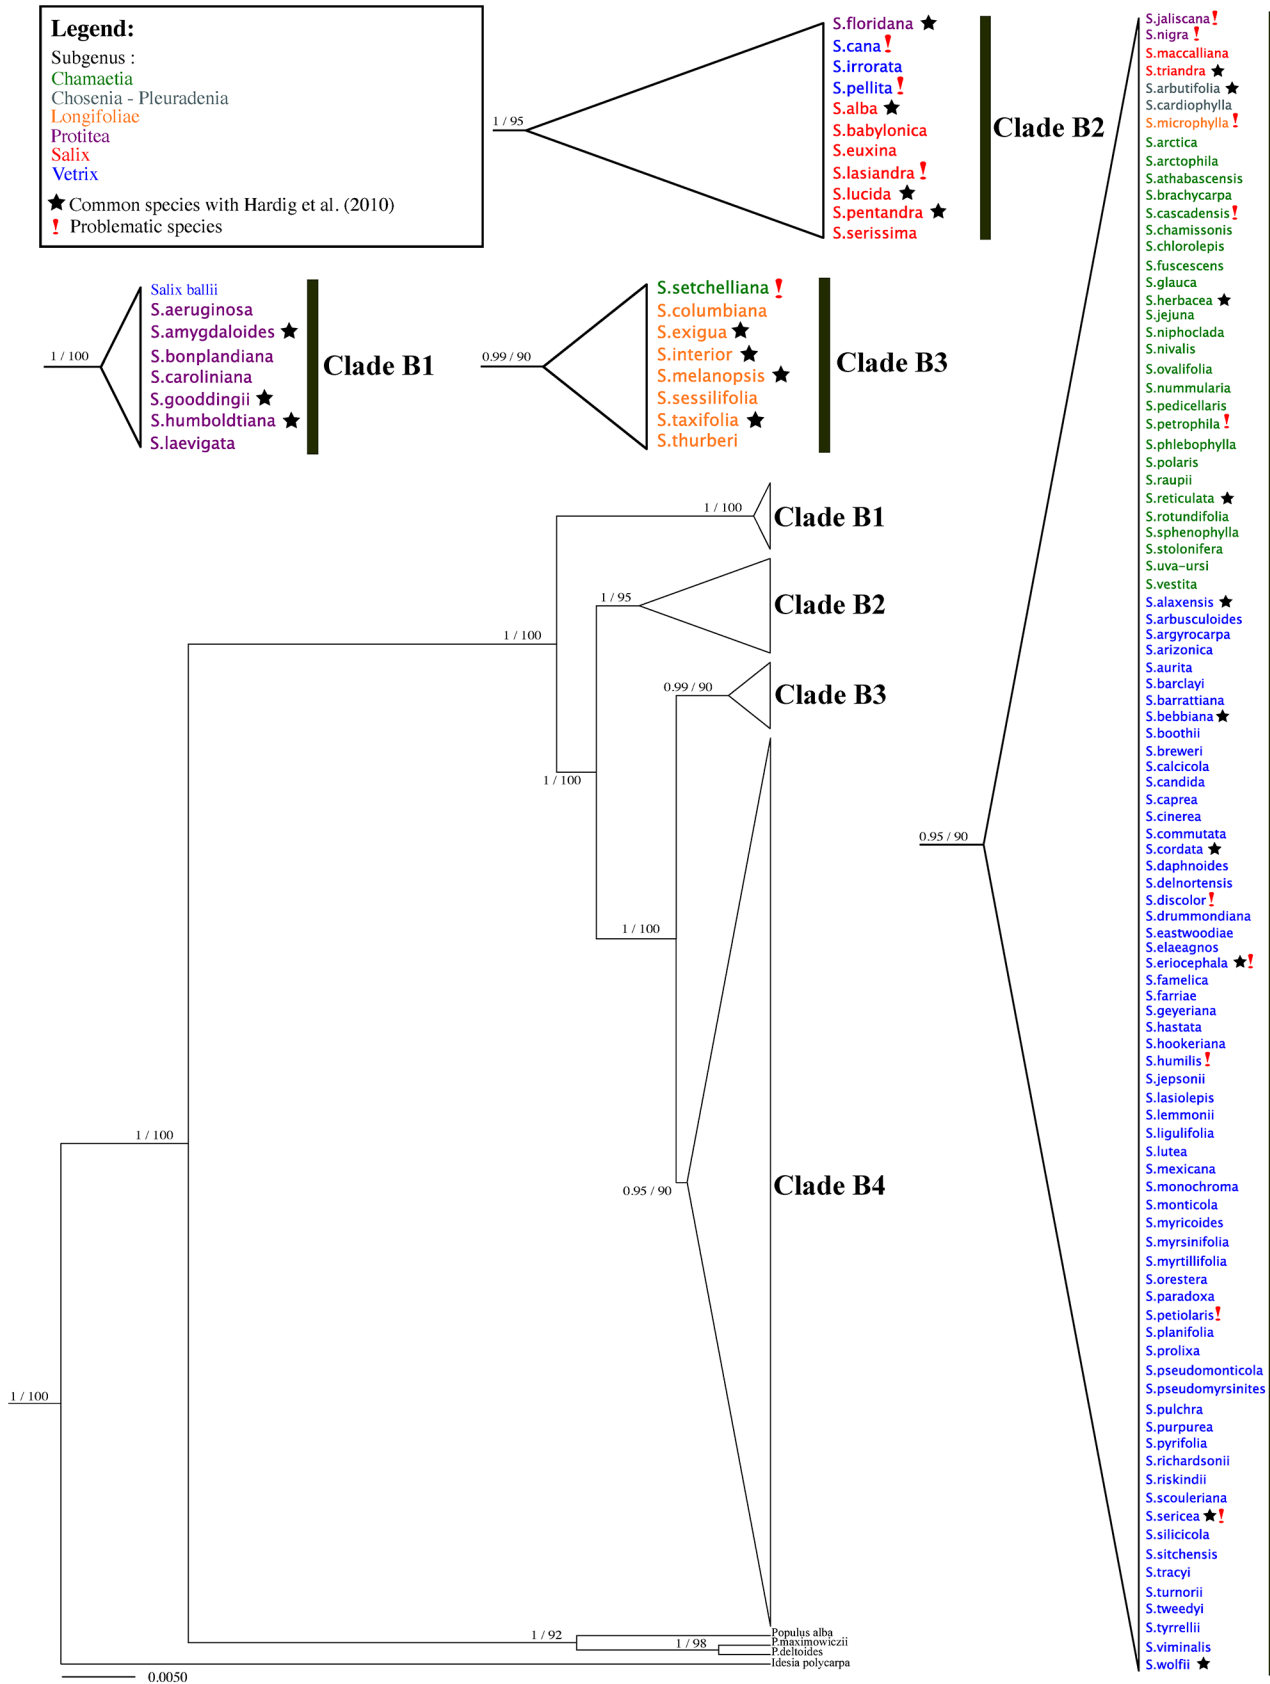 Legend:
Subgenus :
Chamaetia
Chosenia - Pleuradenia
Longifoliae
Protitea
Salix
Vetrix
Common species with Hardig et al. (2010)
! Problematic species
1 / 95
S.floridana
S.cana !
S.irrorata
S.pellita !
S.alba
S.babylonica
S.euxina
S.lasiandra !
S.lucida
S.pentandra
S.serissima
Clade B2
1 / 100
Salix ballii
S.aeruginosa
S.amygdaloides
S.bonplandiana
S.caroliniana
S.gooddingii
S.humboldtiana
S.laevigata
Clade B1
0.99 / 90
S.setchelliana !
S.columbiana
S.exigua
S.interior
S.melanopsis
S.sessilifolia
S.taxifolia
S.thurberi
Clade B3
1 / 100
Clade B1
1 / 95
Clade B2
1 / 100
0.99 / 90
Clade B3
1 / 100
1 / 100
1 / 100
0.95 / 90
Clade B4
1 / 100
1 / 92
1 / 98
Populus alba
P.maximowiczii
P.deltoides
Idesia polycarpa
0.0050
0.95 / 90
S.jaliscana !
S.nigra !
S.maccalliana
S.triandra
S.arbutifolia
S.cardiophylla
S.microphylla !
S.arctica
S.arctophila
S.athabascensis
S.brachycarpa
S.cascadensis !
S.chamissonis
S.chlorolepis
S.fuscescens
S.glauca
S.herbacea
S.jejuna
S.niphoclada
S.nivalis
S.ovalifolia
S.nummularia
S.pedicellaris
S.petrophila !
S.phlebophylla
S.polaris
S.raupii
S.reticulata
S.rotundifolia
S.sphenophylla
S.stolonifera
S.uva-ursi
S.vestita
S.alaxensis
S.arbusculoides
S.argyrocarpa
S.arizonica
S.aurita
S.barclayi
S.barrattiana
S.bebbiana
S.boothii
S.breweri
S.calcicola
S.candida
S.caprea
S.cinerea
S.commutata
S.cordata
S.daphnoides
S.delnortensis
S.discolor !
S.drummondiana
S.eastwoodiae
S.elaeagnos
S.eriocephala !
S.famelica
S.farriae
S.geyeriana
S.hastata
S.hookeriana
S.humilis !
S.jepsonii
S.lasiolepis
S.lemmonii
S.ligulifolia
S.lutea
S.mexicana
S.monochroma
S.monticola
S.myricoides
S.myrsinifolia
S.myrtillifolia
S.orestera
S.paradoxa
S.petiolaris !
S.planifolia
S.prolixa
S.pseudomonticola
S.pseudomyrsinites
S.pulchra
S.purpurea
S.pyrifolia
S.richardsonii
S.riskindii
S.scouleriana
S.sericea !
S.silicicola
S.sitchensis
S.tracyi
S.turnorii
S.tweedyi
S.tyrrellii
S.viminalis
S.wolfii